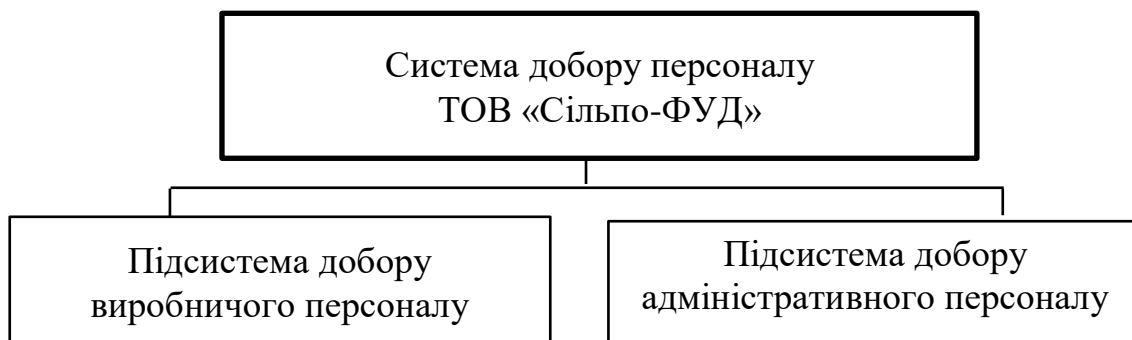 Система добору персоналу
ТОВ «Сільпо-ФУД»
Підсистема добору
виробничого персоналу
Підсистема добору
адміністративного персоналу